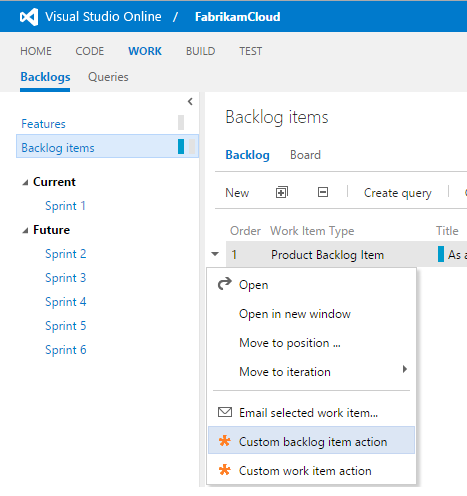 Visual Studio Online / FabrikamCloud
HOME CODE WORK BUILD TEST
Backlogs Queries
Features
Backlog items
Current
Sprint 1
Future
Sprint 2
Sprint 3
Sprint 4
Sprint 5
Sprint 6
Backlog items
Backlog Board
New Create query
Order Work Item Type Title
1 Product Backlog Item As a
Open
Open in new window
Move to position ...
Move to iteration
Email selected work item...
Custom backlog item action
Custom work item action